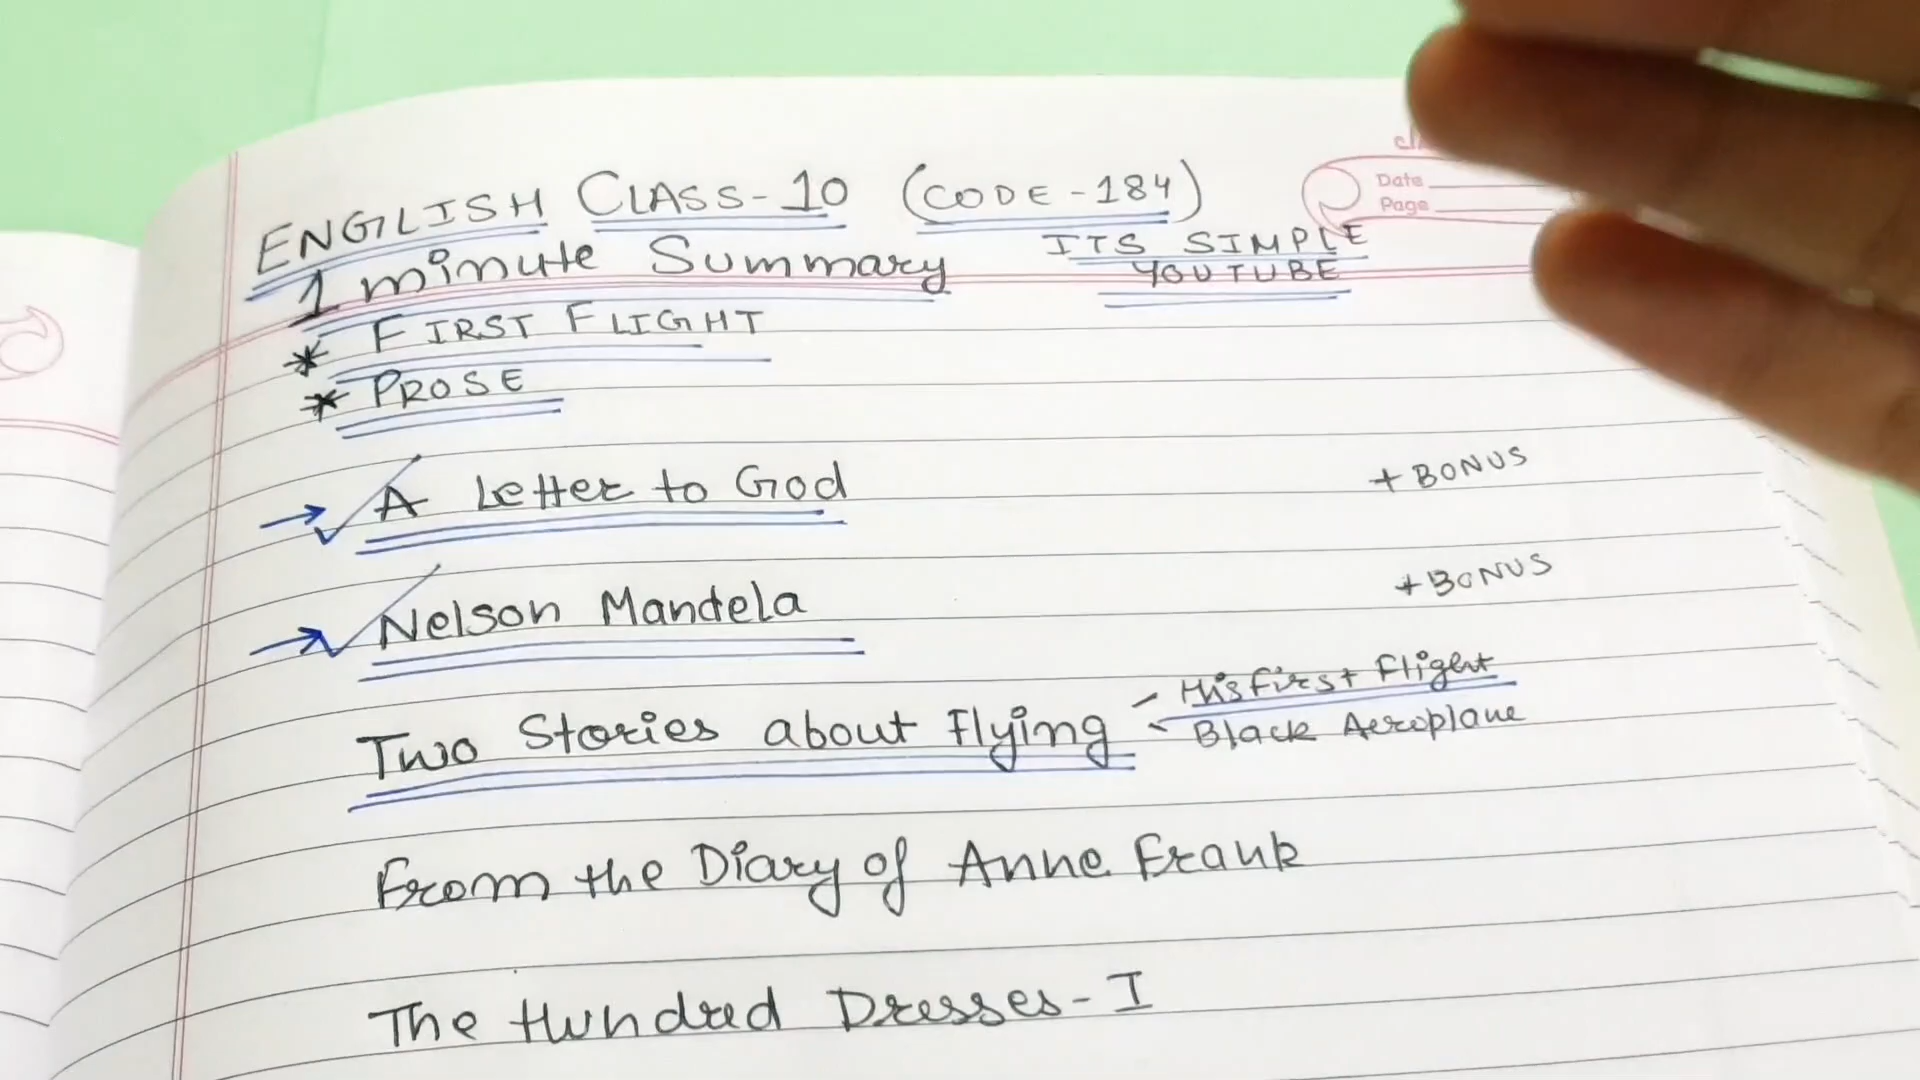 ENGLISH CLASS-10 (CODE-184)
1 minute Summary
ITS SIMPLE
YOUTUBE
Date
Page
* FIRST FLIGHT
* PROSE
→ ✓ A Letter to God + BONUS
→ ✓ Nelson Mandela + BONUS
Two Stories about Flying - His First Flight
- Black Aeroplane
From the Diary of Anne Frank
The Hundred Dresses-I